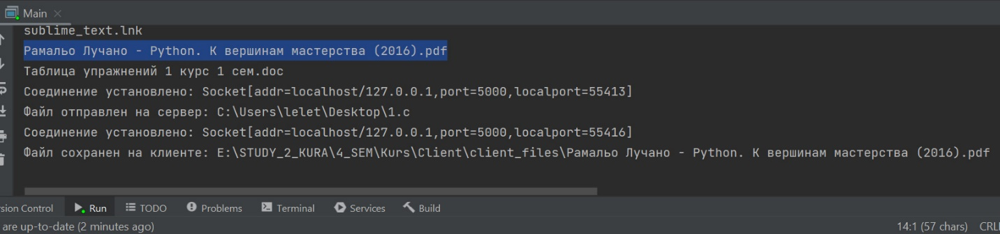 Main
sublime_text.lnk
Рамальо Лучано - Python. К вершинам мастерства (2016).pdf
Таблица упражнений 1 курс 1 сем.doc
Соединение установлено: Socket[addr=localhost/127.0.0.1,port=5000,localport=55413]
Файл отправлен на сервер: C:\Users\lelet\Desktop\1.c
Соединение установлено: Socket[addr=localhost/127.0.0.1,port=5000,localport=55416]
Файл сохранен на клиенте: E:\STUDY_2_KURA\4_SEM\Kurs\Client\client_files\Рамальо Лучано - Python. К вершинам мастерства (2016).pdf
sion Control Run TODO Problems Terminal Services Build
are up-to-date (2 minutes ago) 14:1 (57 chars) CRL